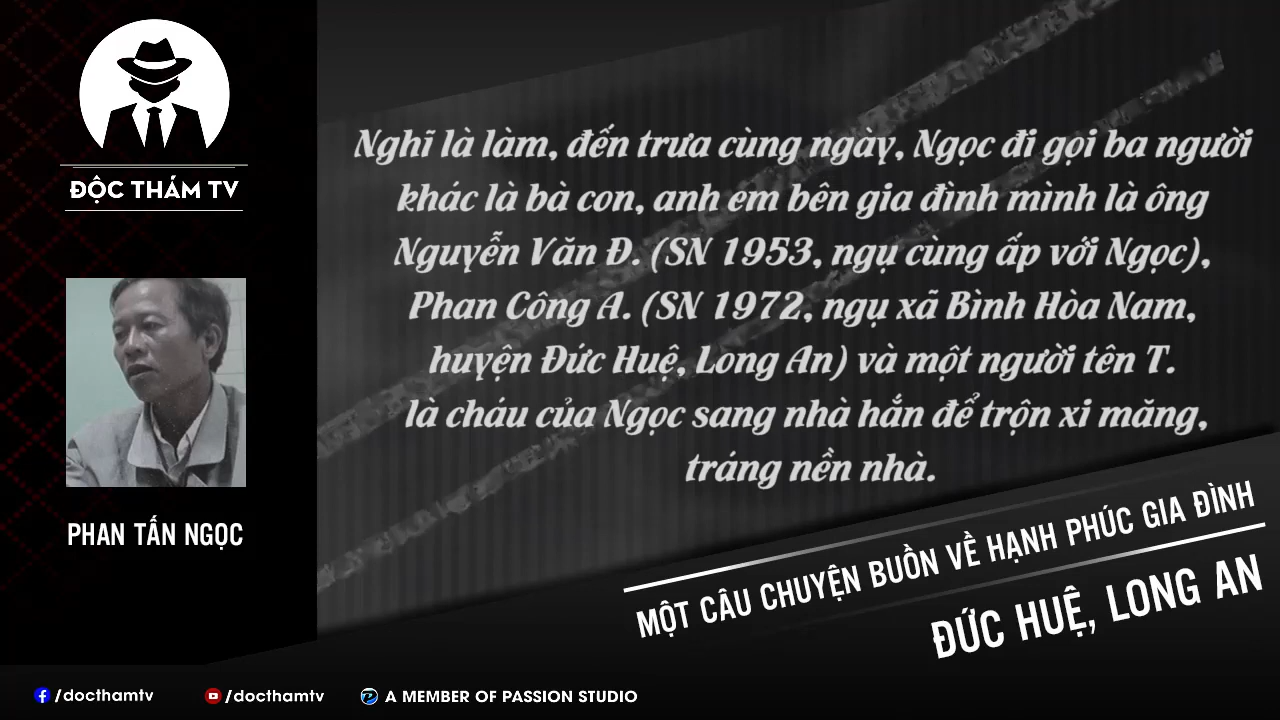 ĐỘC THÁM TV
PHAN TẤN NGỌC
Nghĩ là làm, đến trưa cùng ngày, Ngọc đi gọi ba người
khác là bà con, anh em bên gia đình mình là ông
Nguyễn Văn Đ. (SN 1953, ngụ cùng ấp với Ngọc),
Phan Công A. (SN 1972, ngụ xã Bình Hòa Nam,
huyện Đức Huệ, Long An) và một người tên T.
là cháu của Ngọc sang nhà hắn để trộn xi măng,
tráng nền nhà.
MỘT CÂU CHUYỆN BUỒN VỀ HẠNH PHÚC GIA ĐÌNH
ĐỨC HUỆ, LONG AN
/docthamtv
/docthamtv
A MEMBER OF PASSION STUDIO